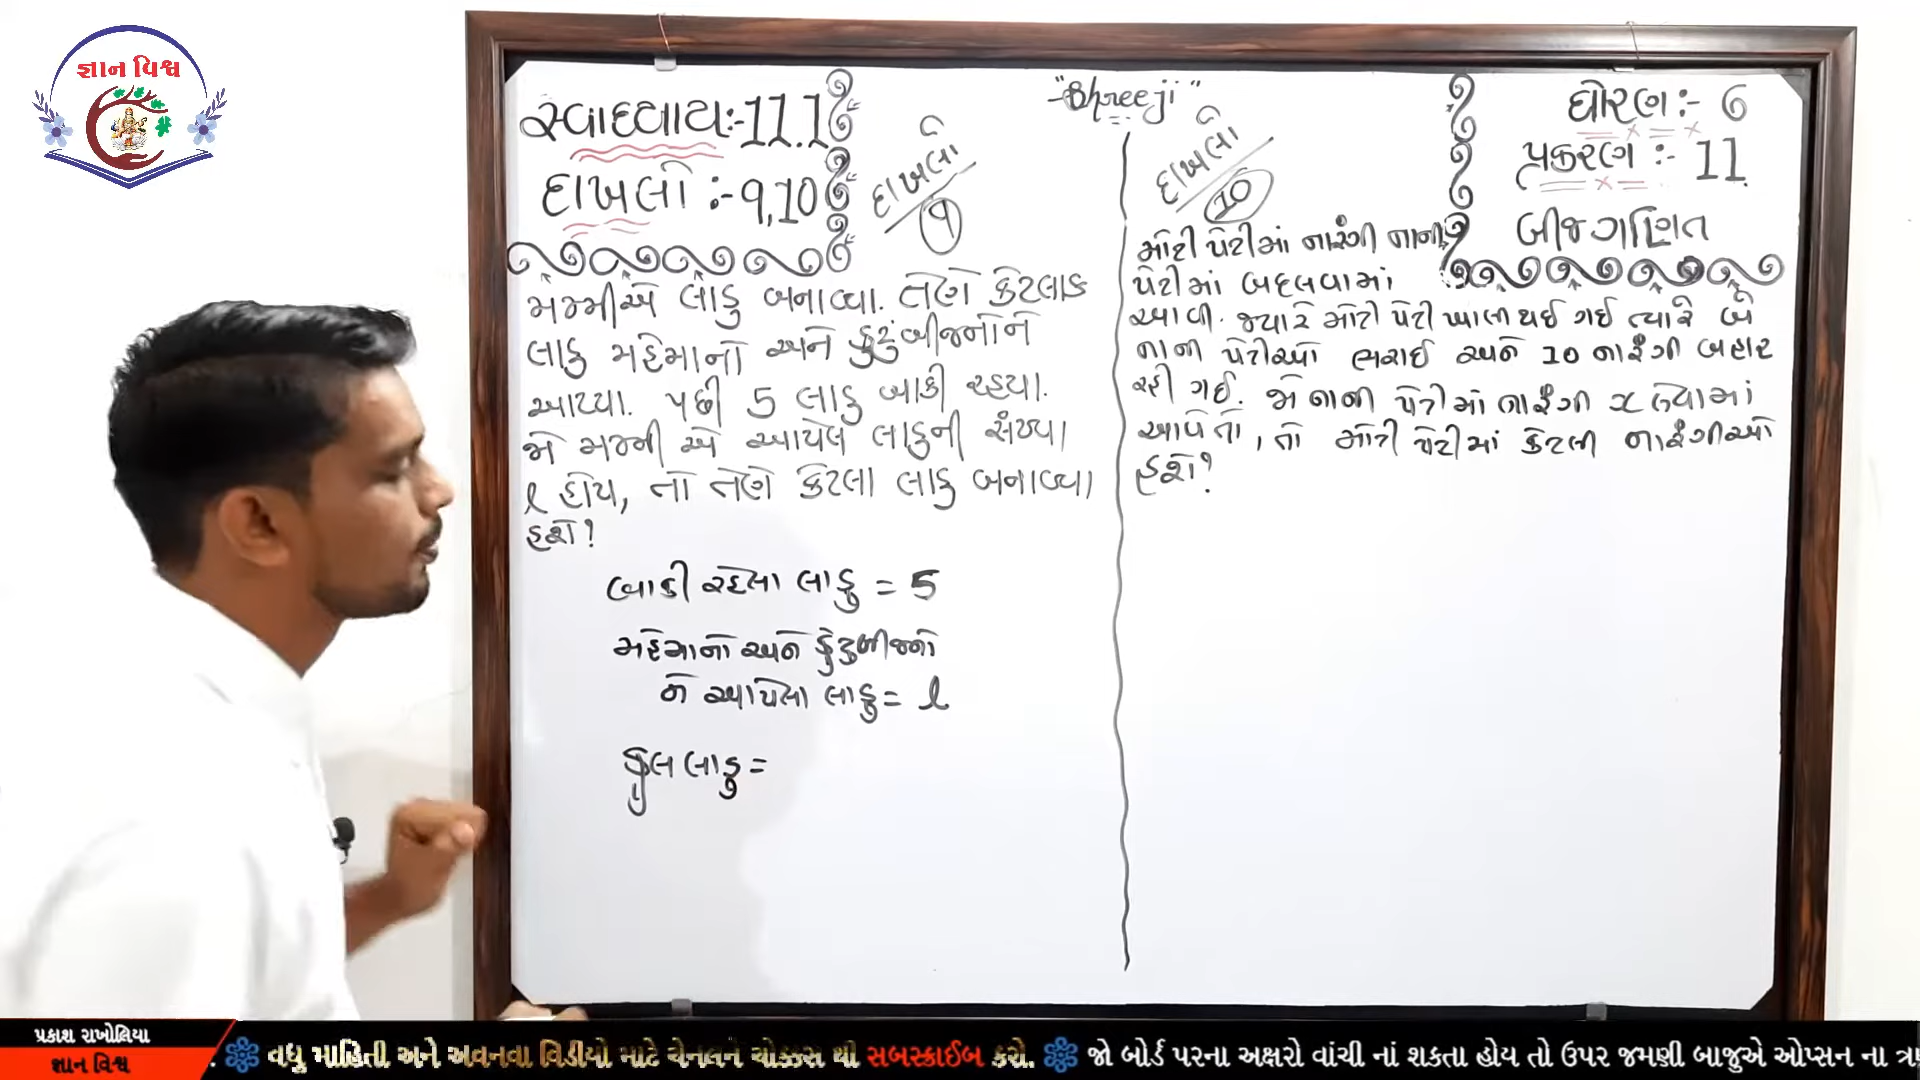 જ્ઞાન વિશ્વ
"Shreeji"
સ્વાધ્યાય:-11.1
દાખલો :- ૧,10
દાખલો
૧
મમ્મીએ લાડુ બનાવ્યા. તેણે કેટલાક
લાડુ મહેમાનો અને કુટુંબીજનોને
આપ્યા. પછી 5 લાડુ બાકી રહ્યા.
જો મમ્મી એ આપેલ લાડુની સંખ્યા
l હોય, તો તેણે કેટલા લાડુ બનાવ્યા
હશે?
બાકી રહેલા લાડુ = 5
મહેમાનો અને કુટુંબીજનો
ને આપેલા લાડુ = l
કુલ લાડુ =
દાખલો
10
ધોરણ :- 6
પ્રકરણ :- 11
બીજગણિત
મોટી પેટીમાં નારંગી નાની
પેટીમાં બદલવામાં
આવી. જ્યારે મોટી પેટી ખાલી થઈ ગઈ ત્યારે બે
નાની પેટીઓ ભરાઈ અને 10 નારંગી બહાર
રહી ગઈ. જો નાની પેટીમાં નારંગી x લેવામાં
આવે તો, તો મોટી પેટીમાં કેટલી નારંગીઓ
હશે?
પ્રકાશ રાખોલિયા
જ્ઞાન વિશ્વ
વધુ માહિતી અને અવનવા વિડીયો માટે ચેનલને ચોક્કસ થી સબસ્ક્રાઈબ કરો. જો બોર્ડ પરના અક્ષરો વાંચી નાં શકતા હોય તો ઉપર જમણી બાજુએ ઓપ્સન ના